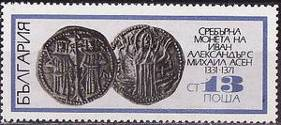 БЪЛГАРИЯ
СРЕБЪРНА
МОНЕТА НА
ИВАН
АЛЕКСАНДЪР С
МИХАИЛ АСЕН
1331-1371
СТ 13
ПОЩА